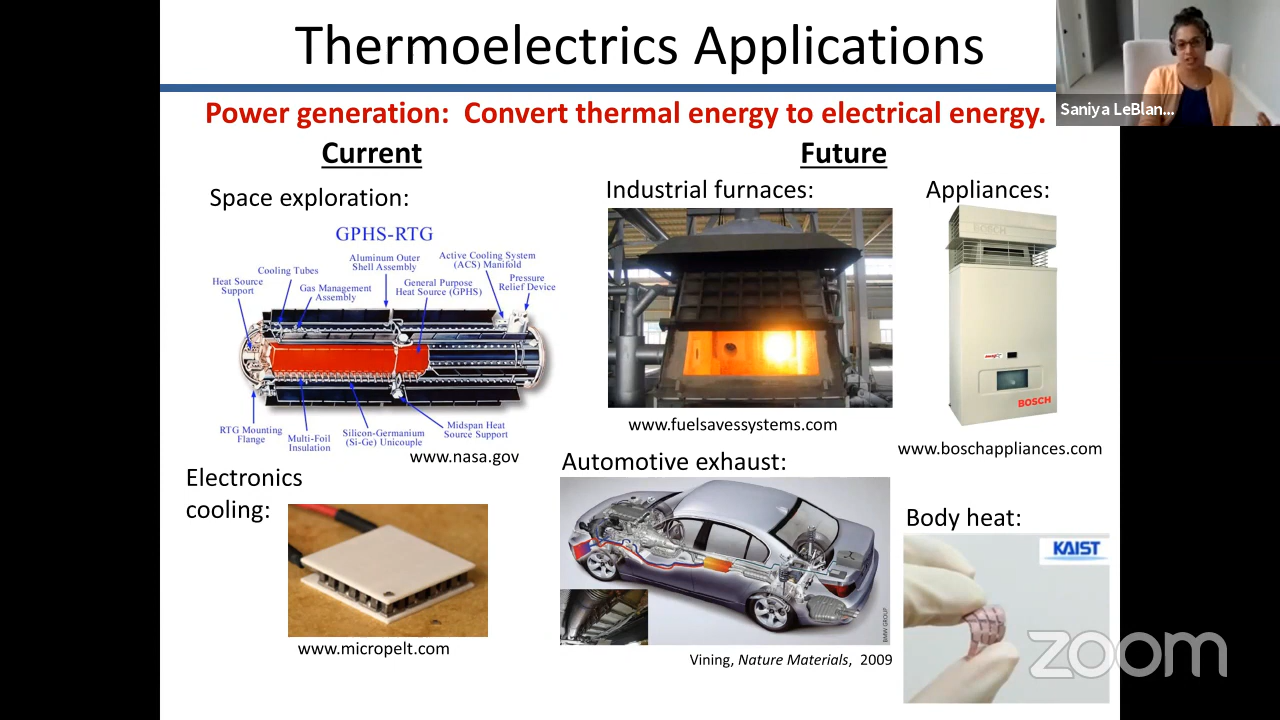 Thermoelectrics Applications
Power generation: Convert thermal energy to electrical energy.
Saniya LeBlan...
Current
Future
Space exploration:
GPHS-RTG
Cooling Tubes
Aluminum Outer
Shell Assembly
Active Cooling System
(ACS) Manifold
Heat Source
Support
Gas Management
Assembly
General Purpose
Heat Source (GPHS)
Pressure
Relief Device
RTG Mounting
Flange
Multi-Foil
Insulation
Silicon-Germanium
(Si-Ge) Unicouple
Midspan Heat
Source Support
www.nasa.gov
Electronics
cooling:
www.micropelt.com
Industrial furnaces:
www.fuelsavessystems.com
Appliances:
BOSCH
BOSCH
www.boschappliances.com
Automotive exhaust:
BMW GROUP
Vining, Nature Materials, 2009
Body heat:
KAIST
zoom